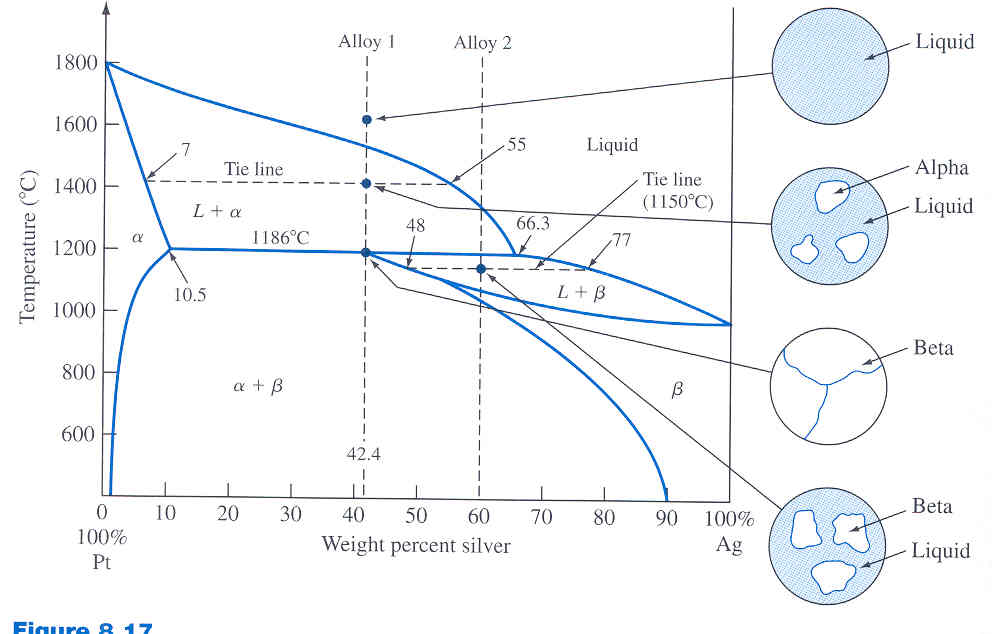 Alloy 1
Alloy 2
Liquid
1800
1600
7
55
Liquid
Tie line
1400
Tie line
(1150°C)
Alpha
Liquid
L + α
48
66.3
α
1186°C
77
1200
10.5
L + β
1000
Temperature (°C)
Beta
800
α + β
β
600
42.4
Beta
Liquid
0
10
20
30
40
50
60
70
80
90
100%
100%
Pt
Weight percent silver
Ag
Figure 8.17